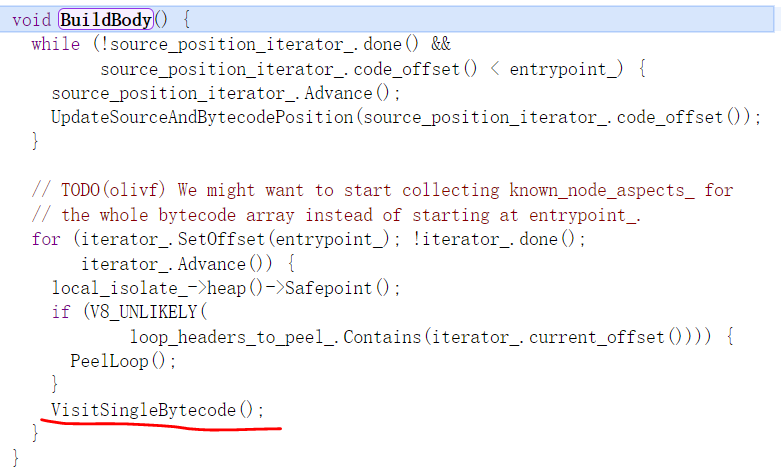 void BuildBody() {
  while (!source_position_iterator_.done() &&
         source_position_iterator_.code_offset() < entrypoint_) {
    source_position_iterator_.Advance();
    UpdateSourceAndBytecodePosition(source_position_iterator_.code_offset());
  }

  // TODO(olivf) We might want to start collecting known_node_aspects_ for
  // the whole bytecode array instead of starting at entrypoint_.
  for (iterator_.SetOffset(entrypoint_); !iterator_.done();
       iterator_.Advance()) {
    local_isolate_->heap()->Safepoint();
    if (V8_UNLIKELY(
            loop_headers_to_peel_.Contains(iterator_.current_offset()))) {
      PeelLoop();
    }
    VisitSingleBytecode();
  }
}